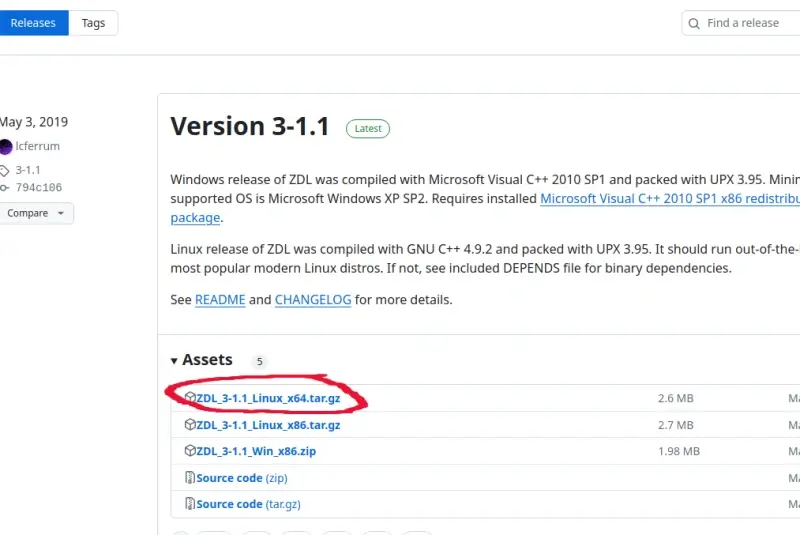 Releases
Tags
Find a release
May 3, 2019
lcferrum
3-1.1
794c106
Compare
Version 3-1.1
Latest
Windows release of ZDL was compiled with Microsoft Visual C++ 2010 SP1 and packed with UPX 3.95.
supported OS is Microsoft Windows XP SP2. Requires installed Microsoft Visual C++ 2010 SP1 x86
package.
Linux release of ZDL was compiled with GNU C++ 4.9.2 and packed with UPX 3.95. It should run
most popular modern Linux distros. If not, see included DEPENDS file for binary dependencies.
See README and CHANGELOG for more details.
Assets 5
ZDL_3-1.1_Linux_x64.tar.gz 2.6 MB
ZDL_3-1.1_Linux_x86.tar.gz 2.7 MB
ZDL_3-1.1_Win_x86.zip 1.98 MB
Source code (zip)
Source code (tar.gz)